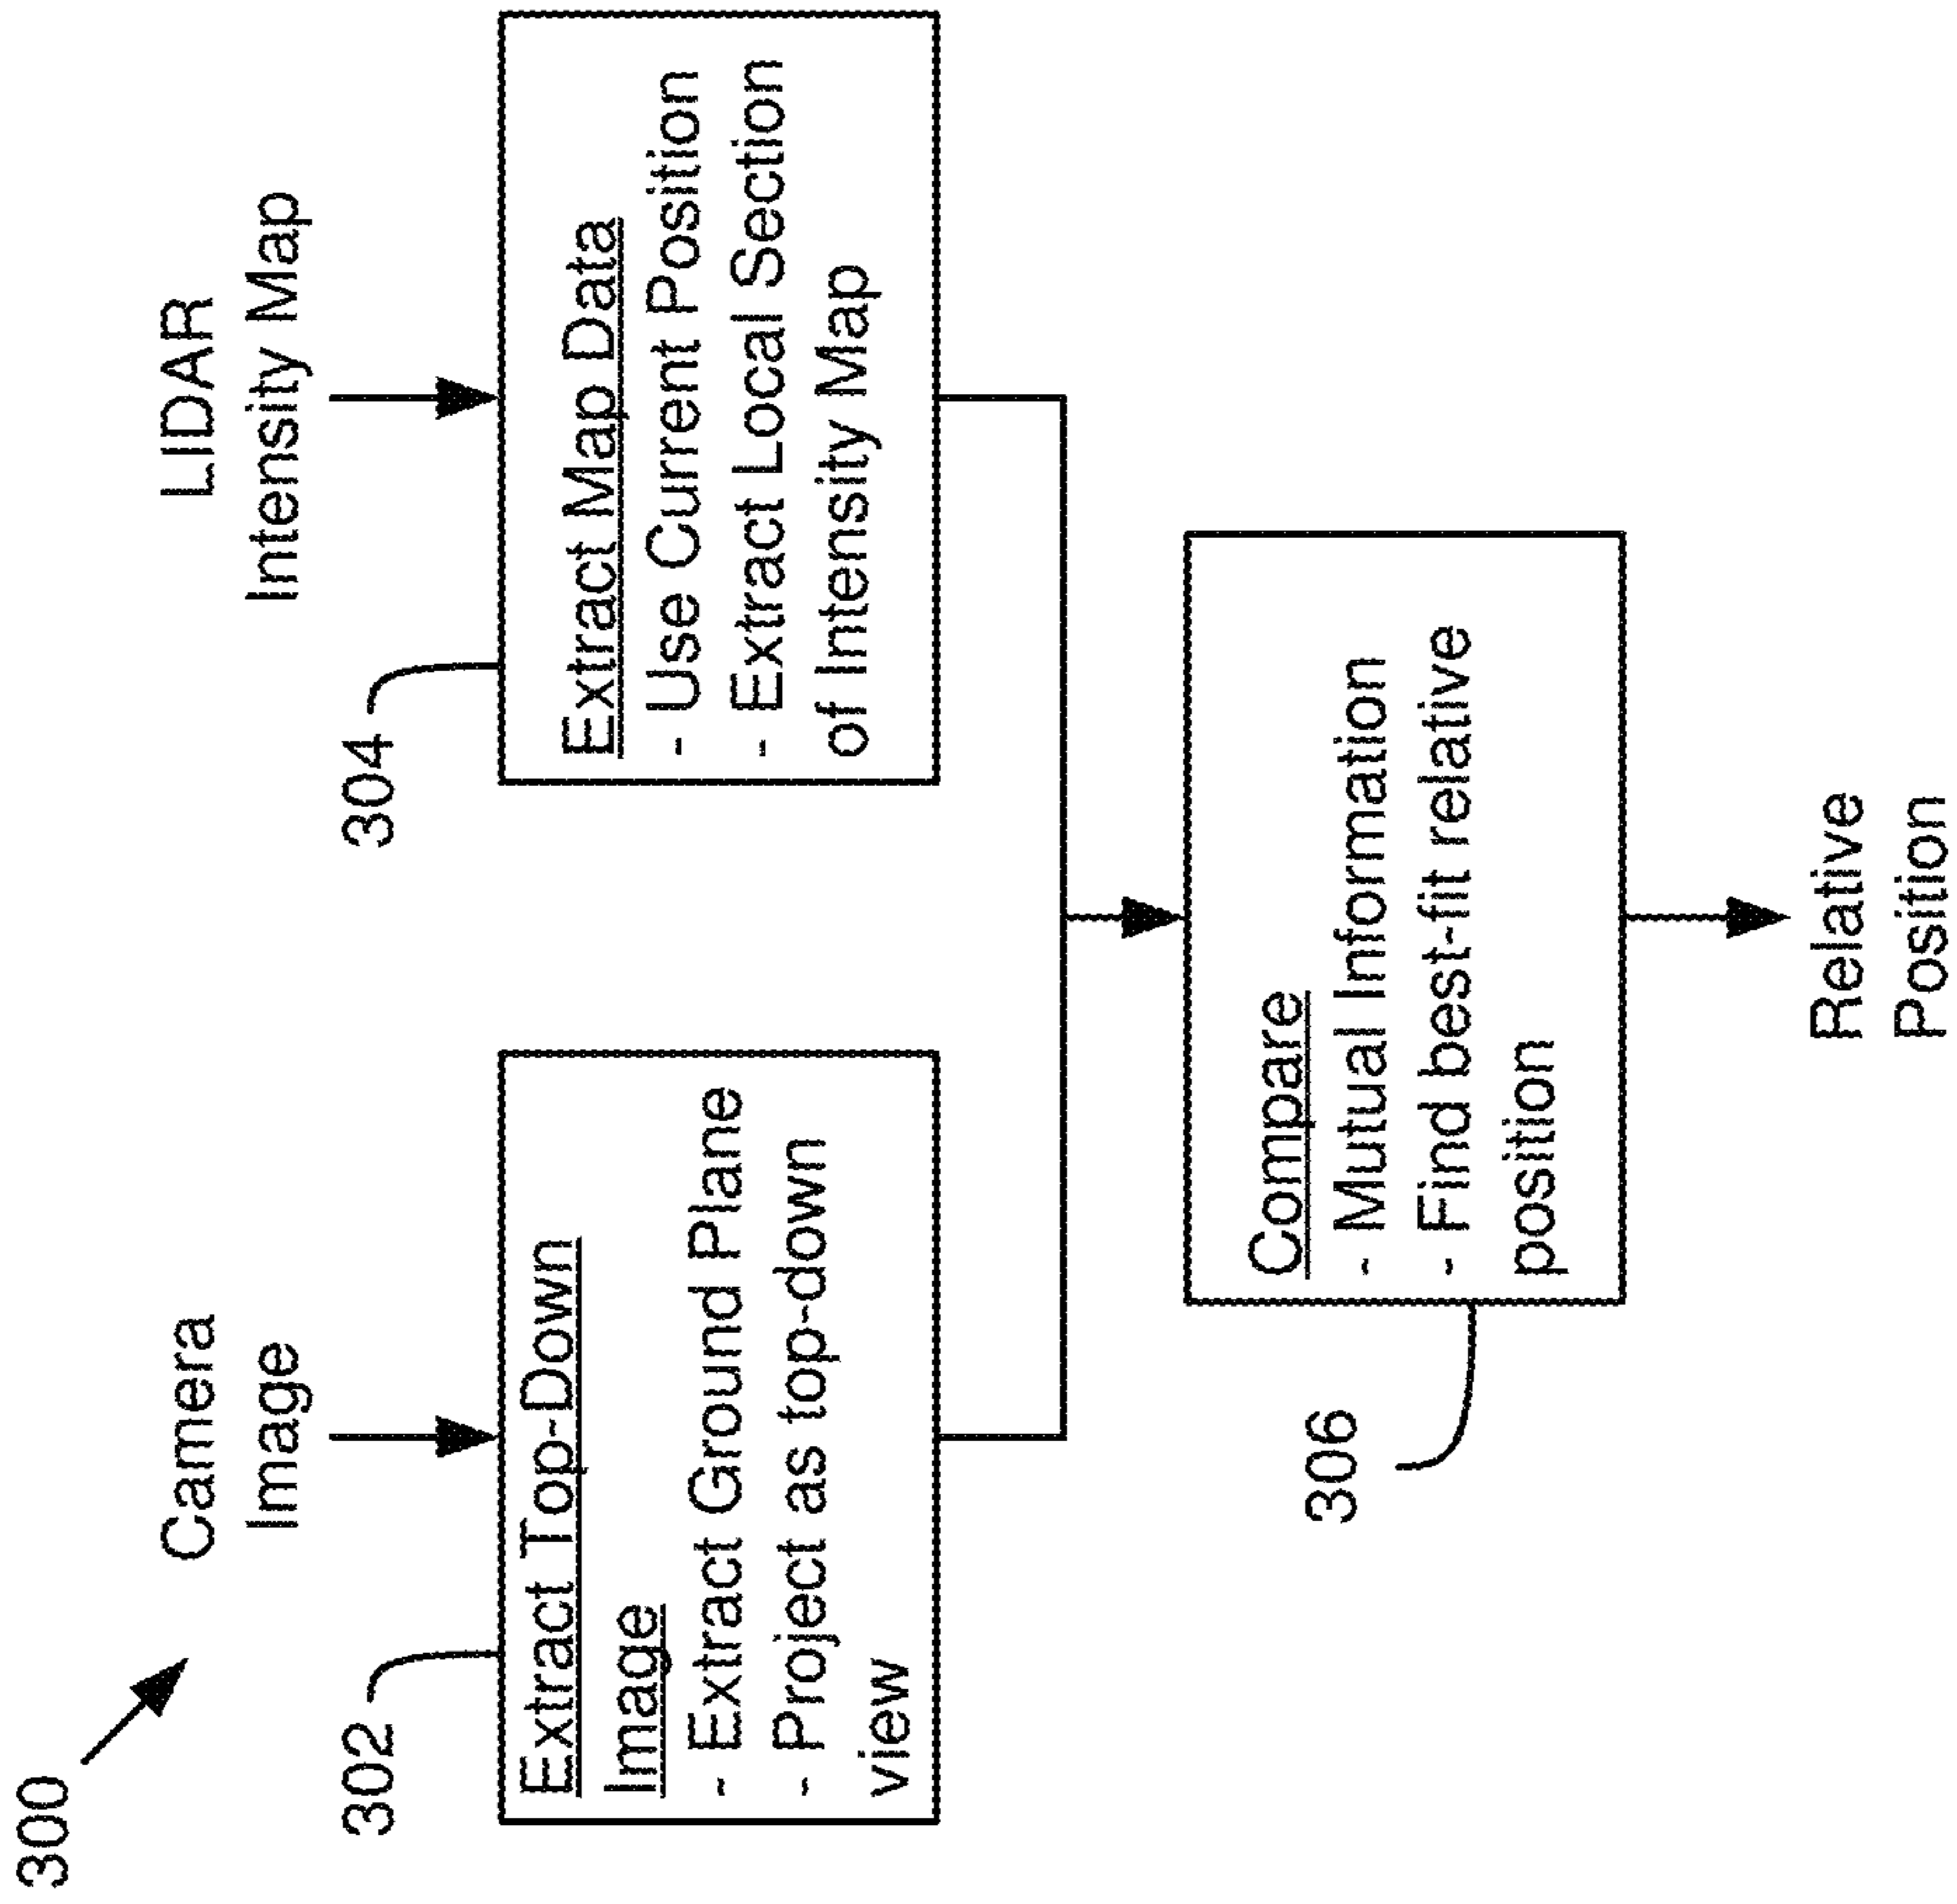 300
Camera
Image
302
Extract Top-Down
Image
- Extract Ground Plane
- Project as top-down
view
LIDAR
Intensity Map
304
Extract Map Data
- Use Current Position
- Extract Local Section
of Intensity Map
306
Compare
- Mutual Information
- Find best-fit relative
position
Relative
Position